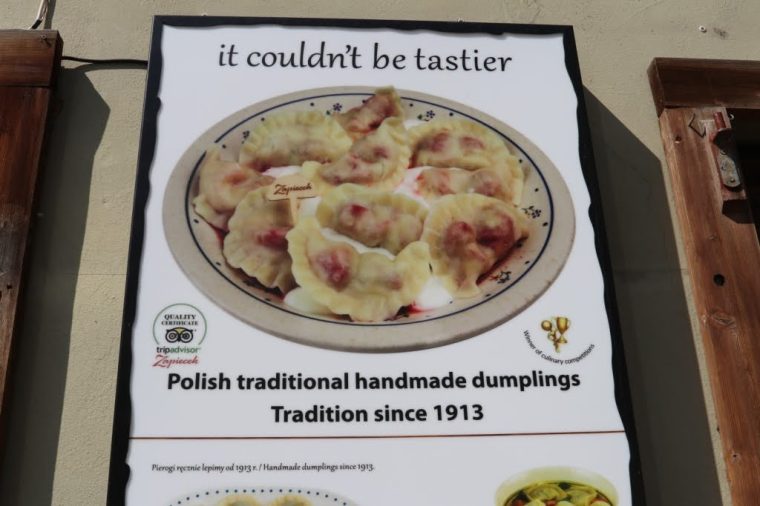 it couldn't be tastier
Zapiecek
QUALITY
CERTIFICATE
tripadvisor
Zapiecek
Winner of culinary competitions
Polish traditional handmade dumplings
Tradition since 1913
Pierogi ręcznie lepimy od 1913 r. / Handmade dumplings since 1913.